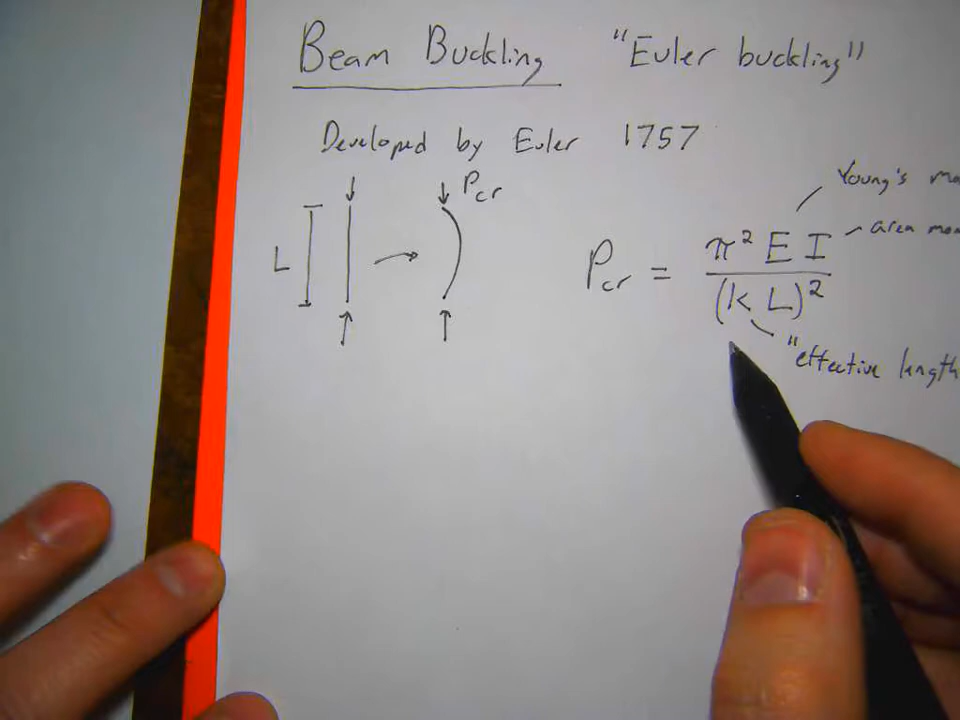 Beam Buckling "Euler buckling"
Developed by Euler 1757
Pcr
L
Young's
area
Pcr = π² E I / (k L)²
"effective length